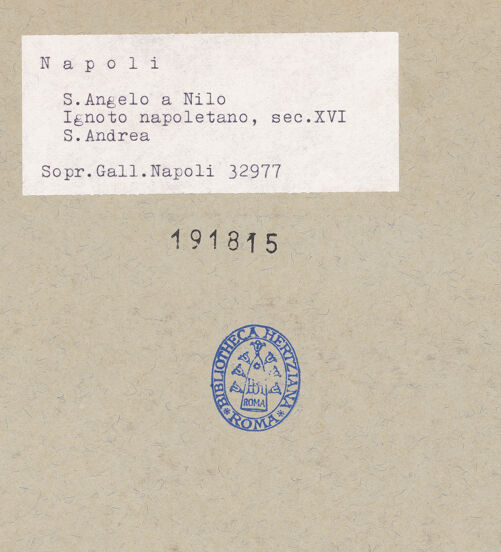 N a p o l i
S.Angelo a Nilo
Ignoto napoletano, sec.XVI
S.Andrea
Sopr.Gall.Napoli 32977
191815
BIBLIOTHECA HERTZIANA
ROMA
ROMA